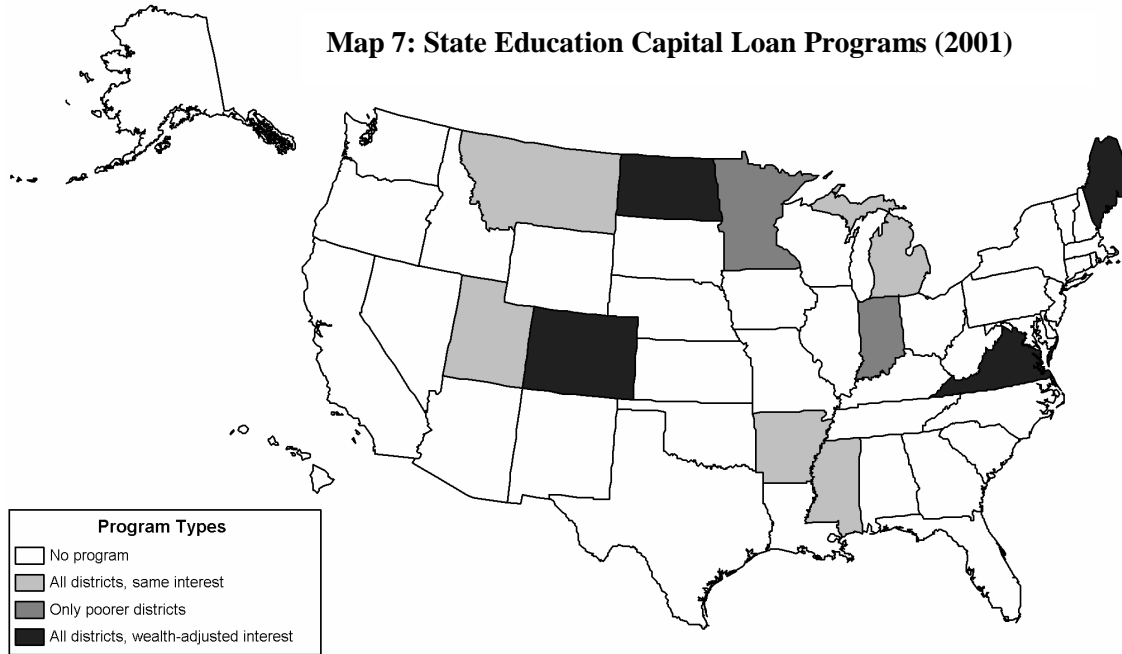 Map 7: State Education Capital Loan Programs (2001)
Program Types
No program
All districts, same interest
Only poorer districts
All districts, wealth-adjusted interest